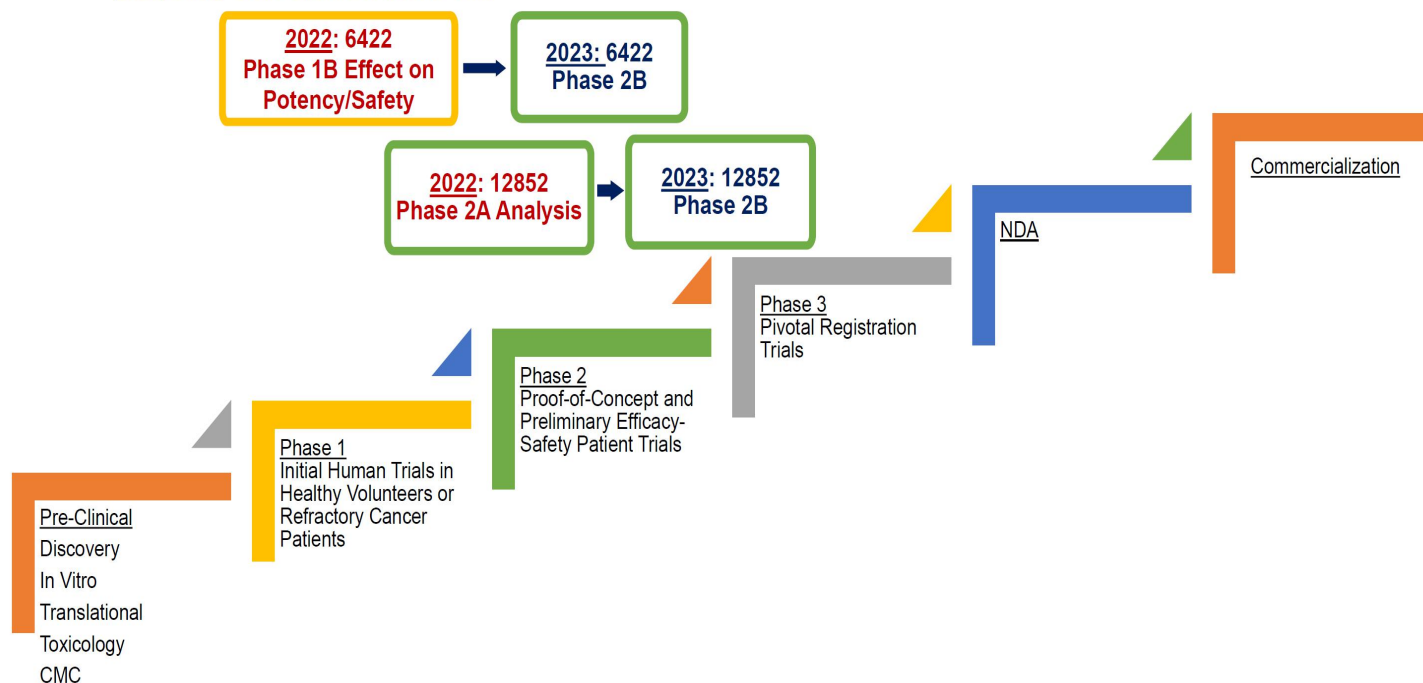 2022: 6422
Phase 1B Effect on
Potency/Safety
2023: 6422
Phase 2B
2022: 12852
Phase 2A Analysis
2023: 12852
Phase 2B
Commercialization
NDA
Phase 3
Pivotal Registration
Trials
Phase 2
Proof-of-Concept and
Preliminary Efficacy-
Safety Patient Trials
Phase 1
Initial Human Trials in
Healthy Volunteers or
Refractory Cancer
Patients
Pre-Clinical
Discovery
In Vitro
Translational
Toxicology
CMC